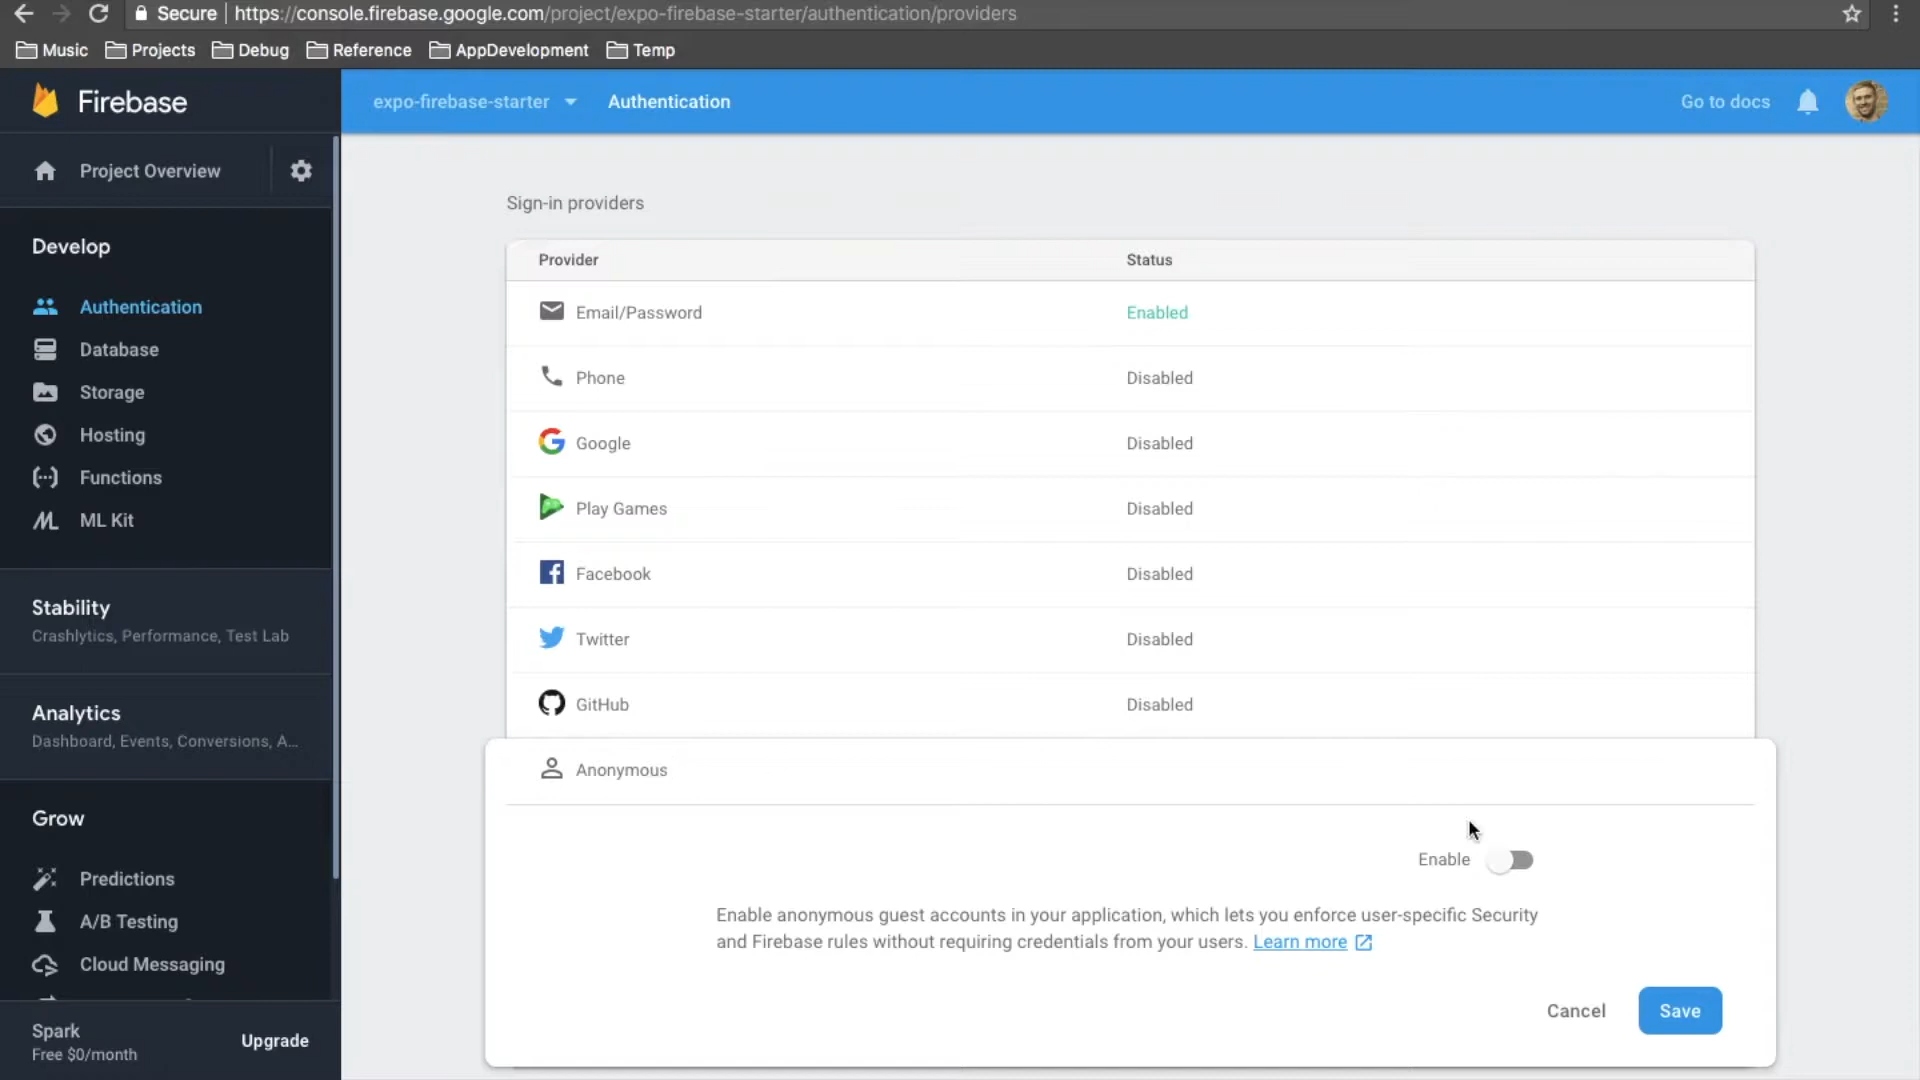 Secure https://console.firebase.google.com/project/expo-firebase-starter/authentication/providers
Music Projects Debug Reference AppDevelopment Temp
Firebase
expo-firebase-starter Authentication
Go to docs
Project Overview
Develop
Authentication
Database
Storage
Hosting
Functions
ML Kit
Stability
Crashlytics, Performance, Test Lab
Analytics
Dashboard, Events, Conversions, A...
Grow
Predictions
A/B Testing
Cloud Messaging
Spark
Free $0/month
Upgrade
Sign-in providers
Provider Status
Email/Password Enabled
Phone Disabled
Google Disabled
Play Games Disabled
Facebook Disabled
Twitter Disabled
GitHub Disabled
Anonymous
Enable
Enable anonymous guest accounts in your application, which lets you enforce user-specific Security
and Firebase rules without requiring credentials from your users. Learn more
Cancel Save